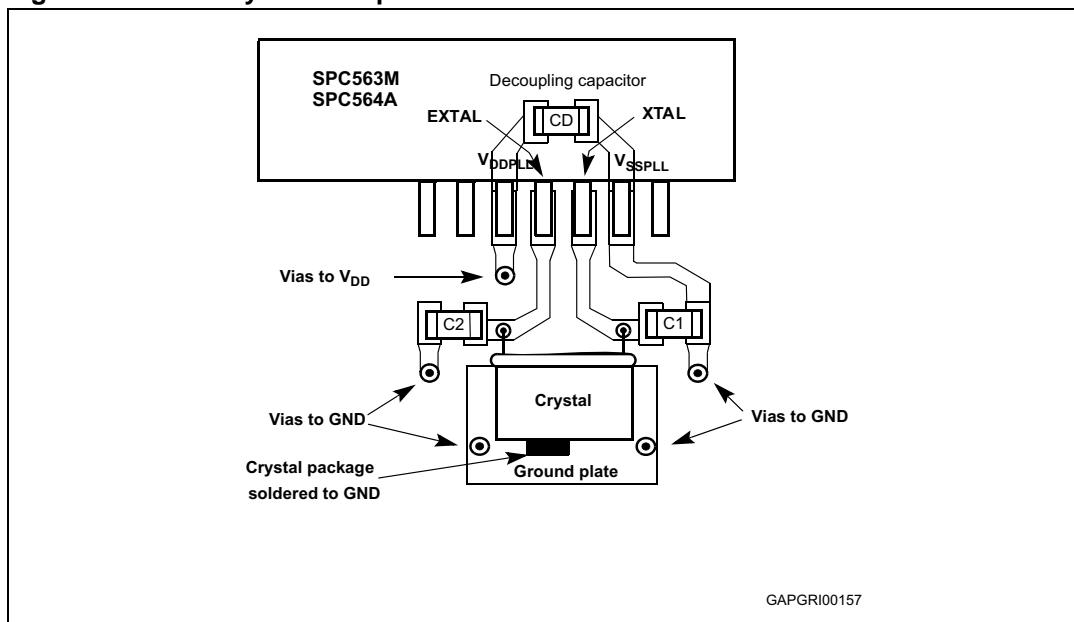 SPC563M
SPC564A
Decoupling capacitor
EXTAL
CD
XTAL
VDDPLL
VSSPLL
Vias to VDD
C2
C1
Crystal
Vias to GND
Vias to GND
Crystal package
soldered to GND
Ground plate
GAPGRI00157